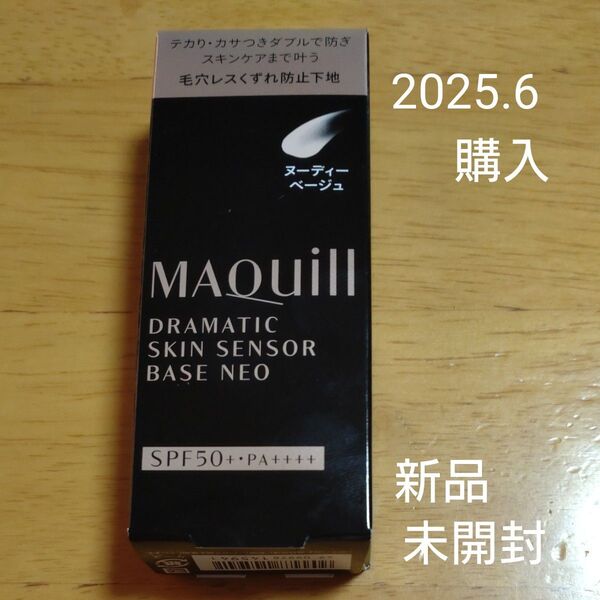 テカリ・カサつきダブルで防ぎ
スキンケアまで叶う
毛穴レスくずれ防止下地
ヌーディー
ベージュ
MAQuill
DRAMATIC
SKIN SENSOR
BASE NEO
SPF50+・PA++++
2025.6
購入
新品
未開封